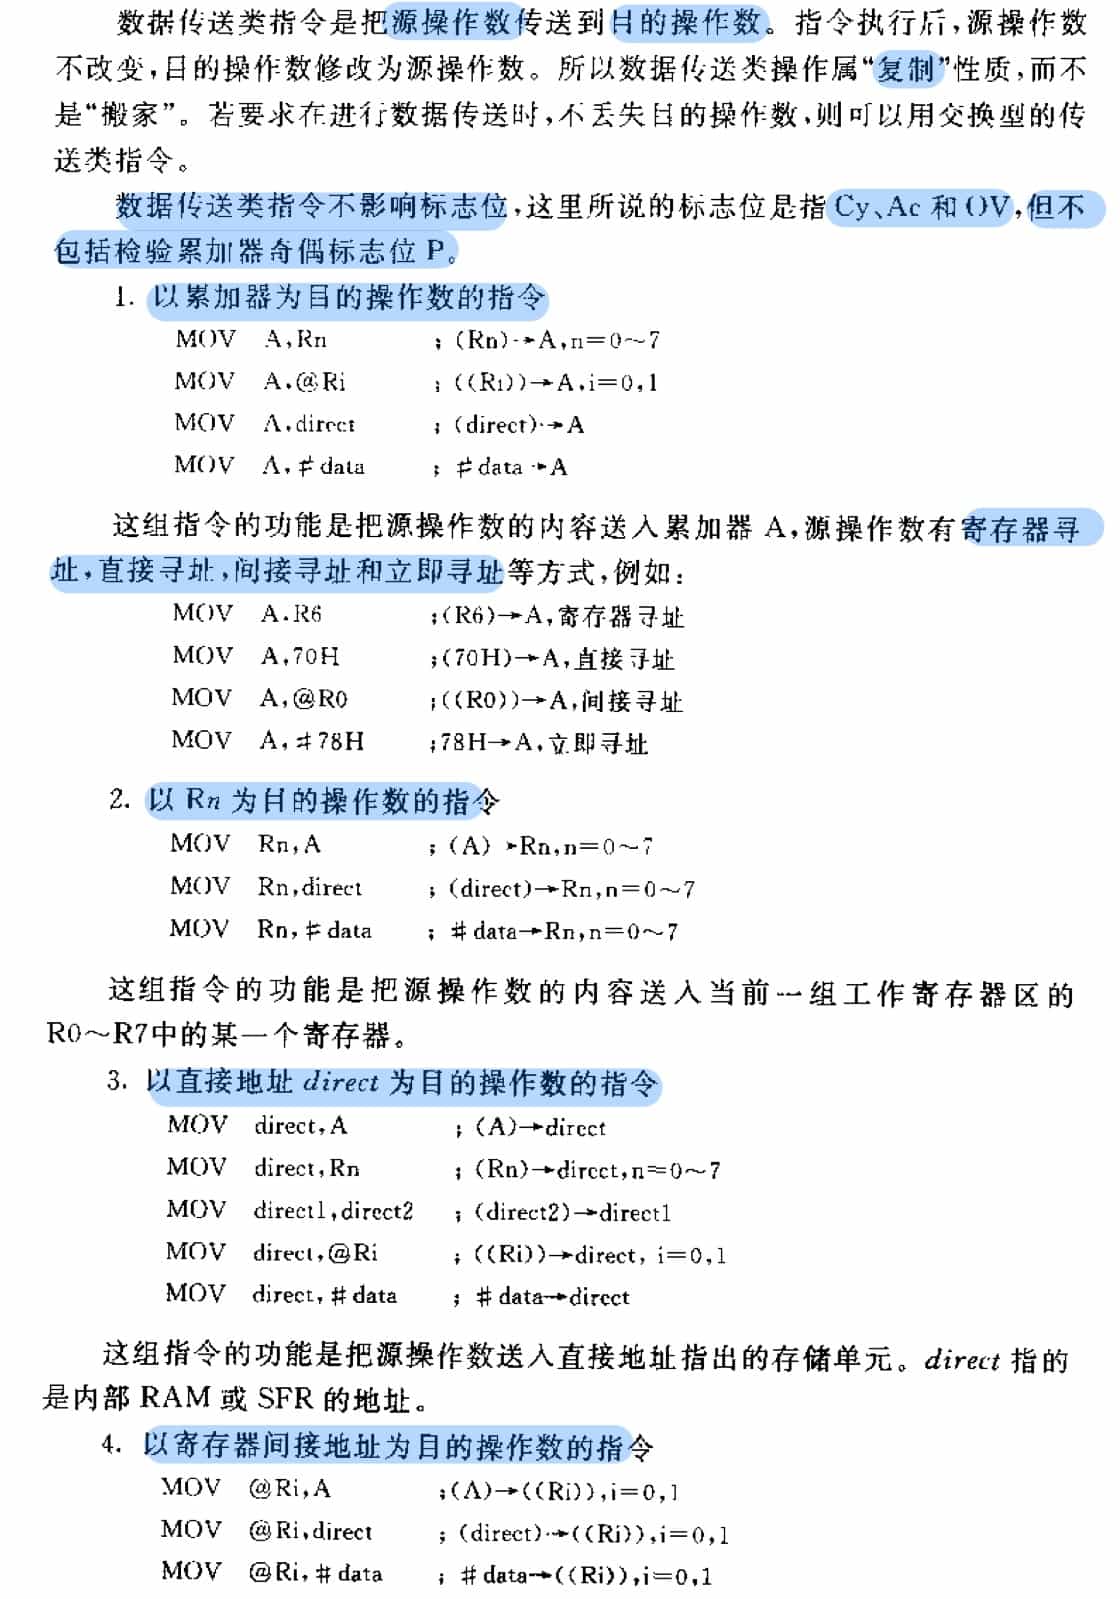 数据传送类指令是把源操作数传送到目的操作数。指令执行后,源操作数
不改变,目的操作数修改为源操作数。所以数据传送类操作属“复制”性质,而不
是“搬家”。若要求在进行数据传送时,不丢失目的操作数,则可以用交换型的传
送类指令。
数据传送类指令不影响标志位,这里所说的标志位是指 Cy、Ac 和 OV,但不
包括检验累加器奇偶标志位 P。
1. 以累加器为目的操作数的指令
MOV A,Rn ;(Rn)→A,n=0～7
MOV A,@Ri ;((Ri))→A,i=0,1
MOV A,direct ;(direct)→A
MOV A,#data ;#data→A
这组指令的功能是把源操作数的内容送入累加器 A,源操作数有寄存器寻
址,直接寻址,间接寻址和立即寻址等方式,例如:
MOV A,R6 ;(R6)→A,寄存器寻址
MOV A,70H ;(70H)→A,直接寻址
MOV A,@R0 ;((R0))→A,间接寻址
MOV A,#78H ;78H→A,立即寻址
2. 以 Rn 为目的操作数的指令
MOV Rn,A ;(A)→Rn,n=0～7
MOV Rn,direct ;(direct)→Rn,n=0～7
MOV Rn,#data ;#data→Rn,n=0～7
这组指令的功能是把源操作数的内容送入当前一组工作寄存器区的
R0～R7中的某一个寄存器。
3. 以直接地址 direct 为目的操作数的指令
MOV direct,A ;(A)→direct
MOV direct,Rn ;(Rn)→direct,n=0～7
MOV direct1,direct2 ;(direct2)→direct1
MOV direct,@Ri ;((Ri))→direct, i=0,1
MOV direct,#data ;#data→direct
这组指令的功能是把源操作数送入直接地址指出的存储单元。direct 指的
是内部 RAM 或 SFR 的地址。
4. 以寄存器间接地址为目的操作数的指令
MOV @Ri,A ;(A)→((Ri)),i=0,1
MOV @Ri,direct ;(direct)→((Ri)),i=0,1
MOV @Ri,#data ;#data→((Ri)),i=0,1